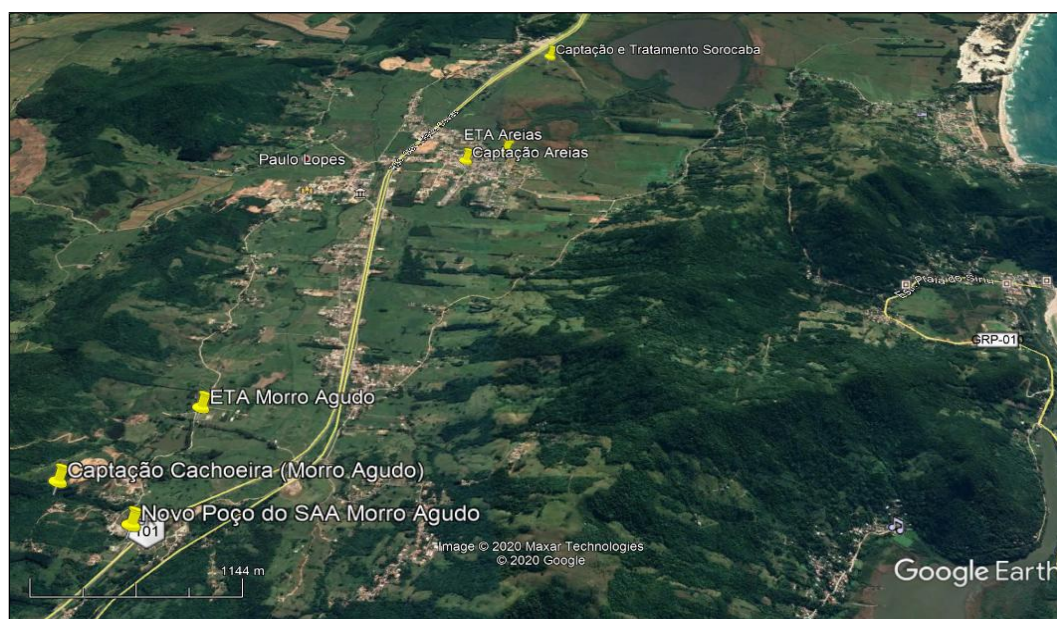 Captação e Tratamento Sorocaba
ETA Areias
Captação Areias
Paulo Lopes
GRP-010
ETA Morro Agudo
Captação Cachoeira (Morro Agudo)
Novo Poço do SAA Morro Agudo
101
Image © 2020 Maxar Technologies
© 2020 Google
1144 m
Google Earth